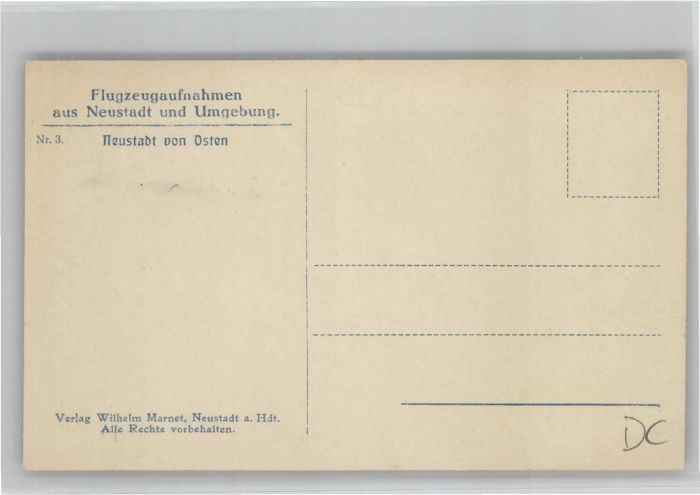 Flugzeugaufnahmen
aus Neustadt und Umgebung.
Nr. 3. Neustadt von Osten
Verlag Wilhelm Marnet, Neustadt a. Hdt.
Alle Rechte vorbehalten.
DC